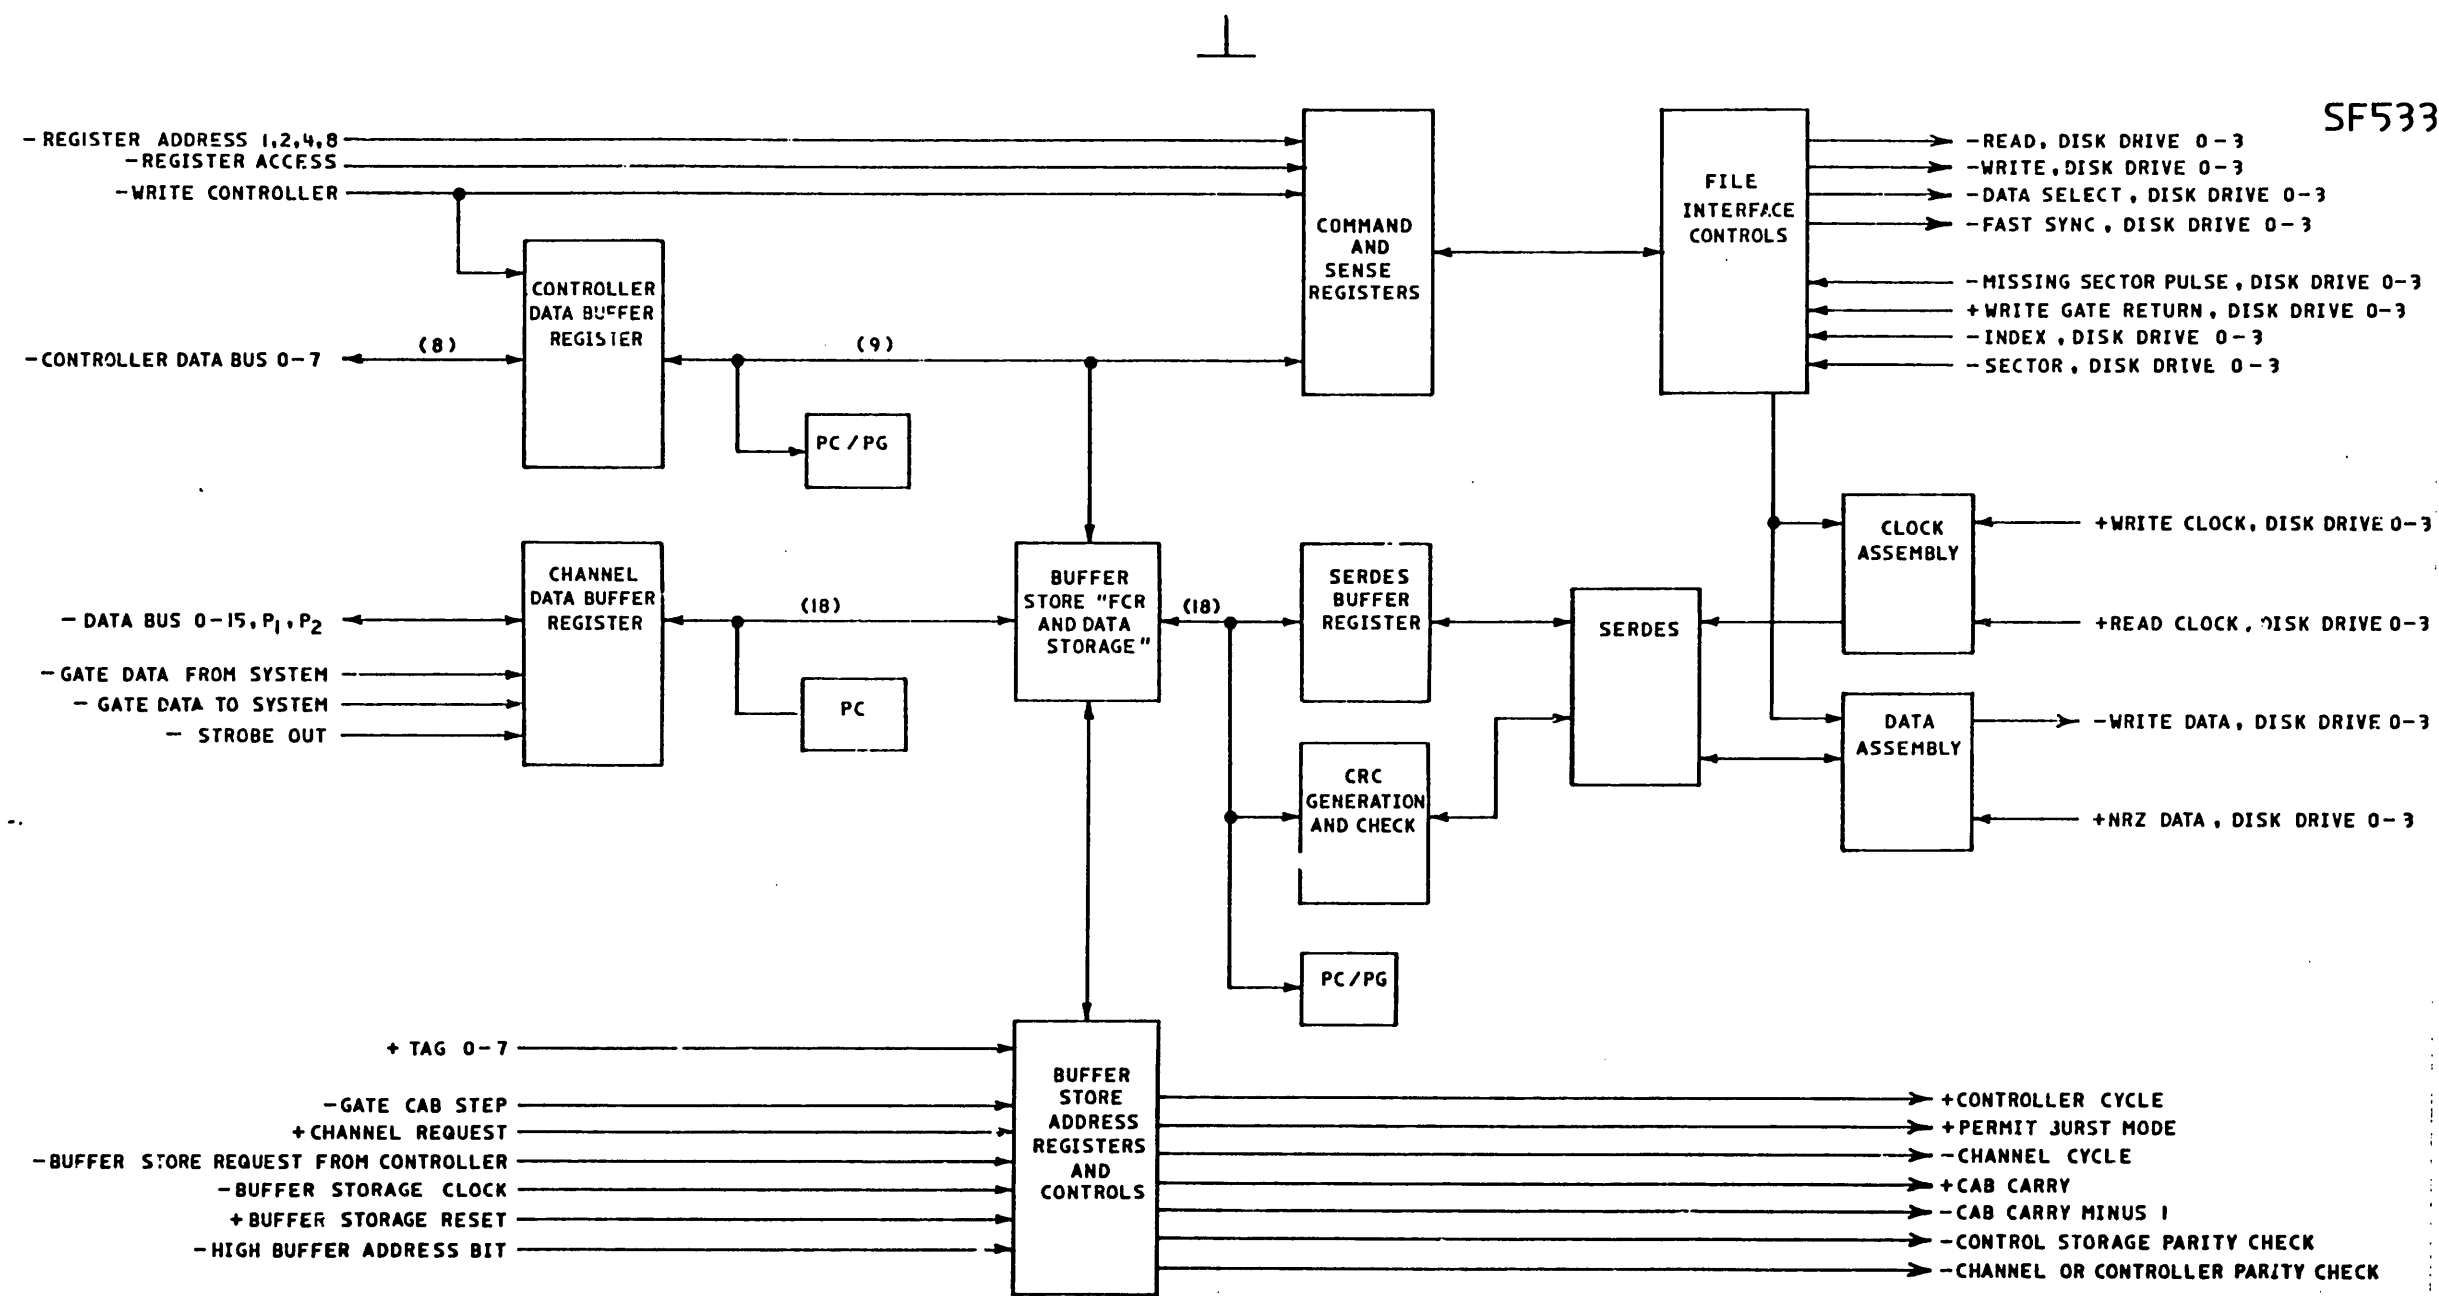 SF533
-REGISTER ADDRESS 1,2,4,8
-REGISTER ACCESS
-WRITE CONTROLLER
-CONTROLLER DATA BUS 0-7
(8)
CONTROLLER
DATA BUFFER
REGISTER
(9)
PC/PG
COMMAND
AND
SENSE
REGISTERS
FILE
INTERFACE
CONTROLS
-READ, DISK DRIVE 0-3
-WRITE, DISK DRIVE 0-3
-DATA SELECT, DISK DRIVE 0-3
-FAST SYNC, DISK DRIVE 0-3
-MISSING SECTOR PULSE, DISK DRIVE 0-3
+WRITE GATE RETURN, DISK DRIVE 0-3
-INDEX, DISK DRIVE 0-3
-SECTOR, DISK DRIVE 0-3
-DATA BUS 0-15, P1, P2
-GATE DATA FROM SYSTEM
-GATE DATA TO SYSTEM
-STROBE OUT
CHANNEL
DATA BUFFER
REGISTER
(18)
PC
BUFFER
STORE "FCR
AND DATA
STORAGE"
(18)
SERDES
BUFFER
REGISTER
CRC
GENERATION
AND CHECK
PC/PG
SERDES
CLOCK
ASSEMBLY
+WRITE CLOCK, DISK DRIVE 0-3
+READ CLOCK, DISK DRIVE 0-3
DATA
ASSEMBLY
-WRITE DATA, DISK DRIVE 0-3
+NRZ DATA, DISK DRIVE 0-3
+TAG 0-7
-GATE CAB STEP
+CHANNEL REQUEST
-BUFFER STORE REQUEST FROM CONTROLLER
-BUFFER STORAGE CLOCK
+BUFFER STORAGE RESET
-HIGH BUFFER ADDRESS BIT
BUFFER
STORE
ADDRESS
REGISTERS
AND
CONTROLS
+CONTROLLER CYCLE
+PERMIT BURST MODE
-CHANNEL CYCLE
+CAB CARRY
-CAB CARRY MINUS 1
-CONTROL STORAGE PARITY CHECK
-CHANNEL OR CONTROLLER PARITY CHECK